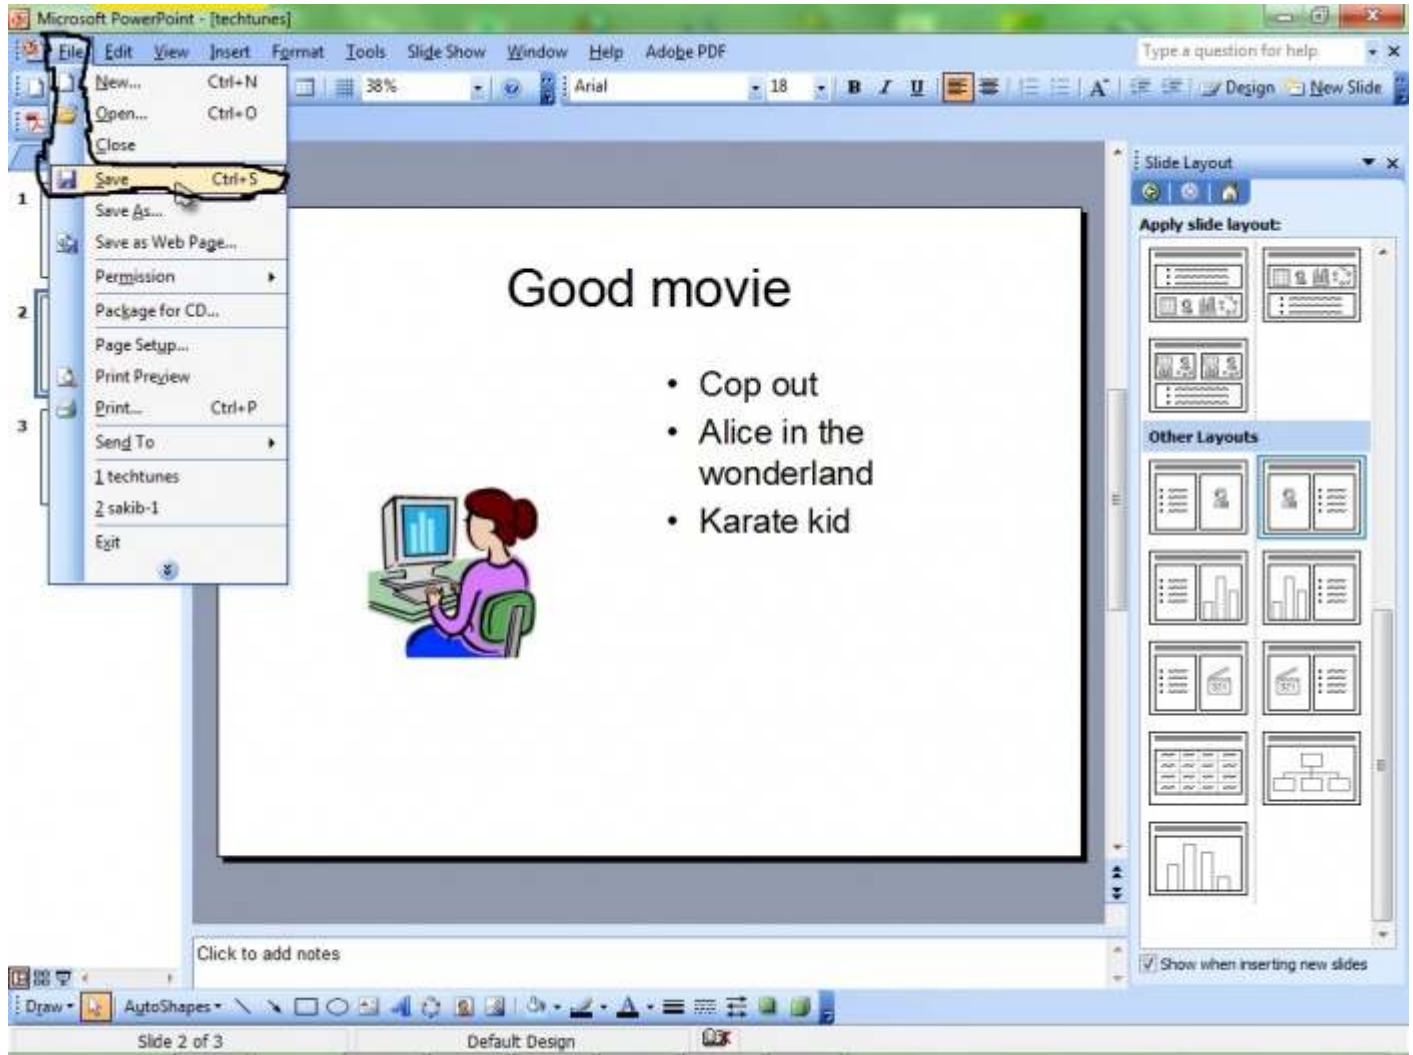 Microsoft PowerPoint - [techtunes]
File Edit View Insert Format Tools Slide Show Window Help Adobe PDF Type a question for help
38% Arial 18 B I U A Design New Slide
New... Ctrl+N
Open... Ctrl+O
Close
Save Ctrl+S
Save As...
Save as Web Page...
Permission
Package for CD...
Page Setup...
Print Preview
Print... Ctrl+P
Send To
1 techtunes
2 sakib-1
Exit
1
2
3
Good movie
• Cop out
• Alice in the
wonderland
• Karate kid
Slide Layout
Apply slide layout:
Other Layouts
Show when inserting new slides
Click to add notes
Draw AutoShapes A
Slide 2 of 3 Default Design